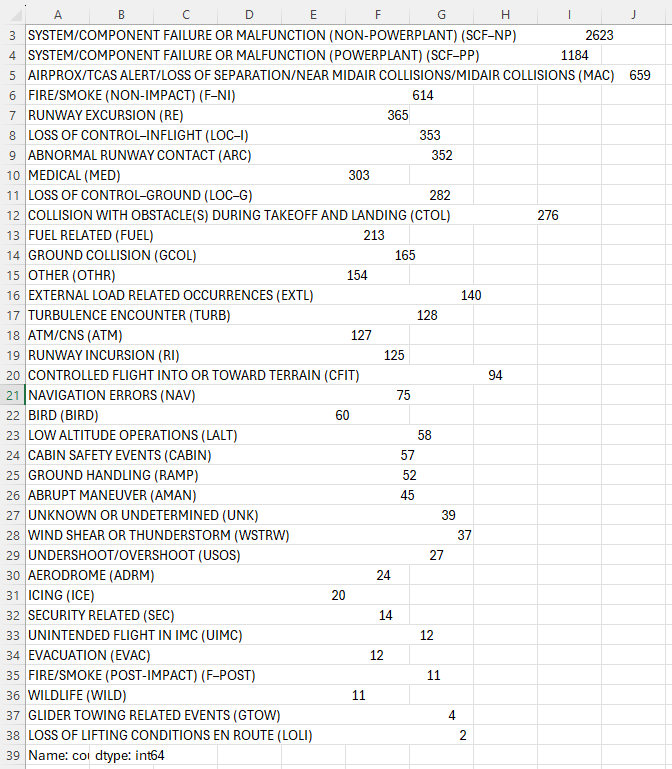 A B C D E F G H I J
3 SYSTEM/COMPONENT FAILURE OR MALFUNCTION (NON-POWERPLANT) (SCF–NP) 2623
4 SYSTEM/COMPONENT FAILURE OR MALFUNCTION (POWERPLANT) (SCF–PP) 1184
5 AIRPROX/TCAS ALERT/LOSS OF SEPARATION/NEAR MIDAIR COLLISIONS/MIDAIR COLLISIONS (MAC) 659
6 FIRE/SMOKE (NON-IMPACT) (F–NI) 614
7 RUNWAY EXCURSION (RE) 365
8 LOSS OF CONTROL–INFLIGHT (LOC–I) 353
9 ABNORMAL RUNWAY CONTACT (ARC) 352
10 MEDICAL (MED) 303
11 LOSS OF CONTROL–GROUND (LOC–G) 282
12 COLLISION WITH OBSTACLE(S) DURING TAKEOFF AND LANDING (CTOL) 276
13 FUEL RELATED (FUEL) 213
14 GROUND COLLISION (GCOL) 165
15 OTHER (OTHR) 154
16 EXTERNAL LOAD RELATED OCCURRENCES (EXTL) 140
17 TURBULENCE ENCOUNTER (TURB) 128
18 ATM/CNS (ATM) 127
19 RUNWAY INCURSION (RI) 125
20 CONTROLLED FLIGHT INTO OR TOWARD TERRAIN (CFIT) 94
21 NAVIGATION ERRORS (NAV) 75
22 BIRD (BIRD) 60
23 LOW ALTITUDE OPERATIONS (LALT) 58
24 CABIN SAFETY EVENTS (CABIN) 57
25 GROUND HANDLING (RAMP) 52
26 ABRUPT MANEUVER (AMAN) 45
27 UNKNOWN OR UNDETERMINED (UNK) 39
28 WIND SHEAR OR THUNDERSTORM (WSTRW) 37
29 UNDERSHOOT/OVERSHOOT (USOS) 27
30 AERODROME (ADRM) 24
31 ICING (ICE) 20
32 SECURITY RELATED (SEC) 14
33 UNINTENDED FLIGHT IN IMC (UIMC) 12
34 EVACUATION (EVAC) 12
35 FIRE/SMOKE (POST-IMPACT) (F–POST) 11
36 WILDLIFE (WILD) 11
37 GLIDER TOWING RELATED EVENTS (GTOW) 4
38 LOSS OF LIFTING CONDITIONS EN ROUTE (LOLI) 2
39 Name: cou dtype: int64